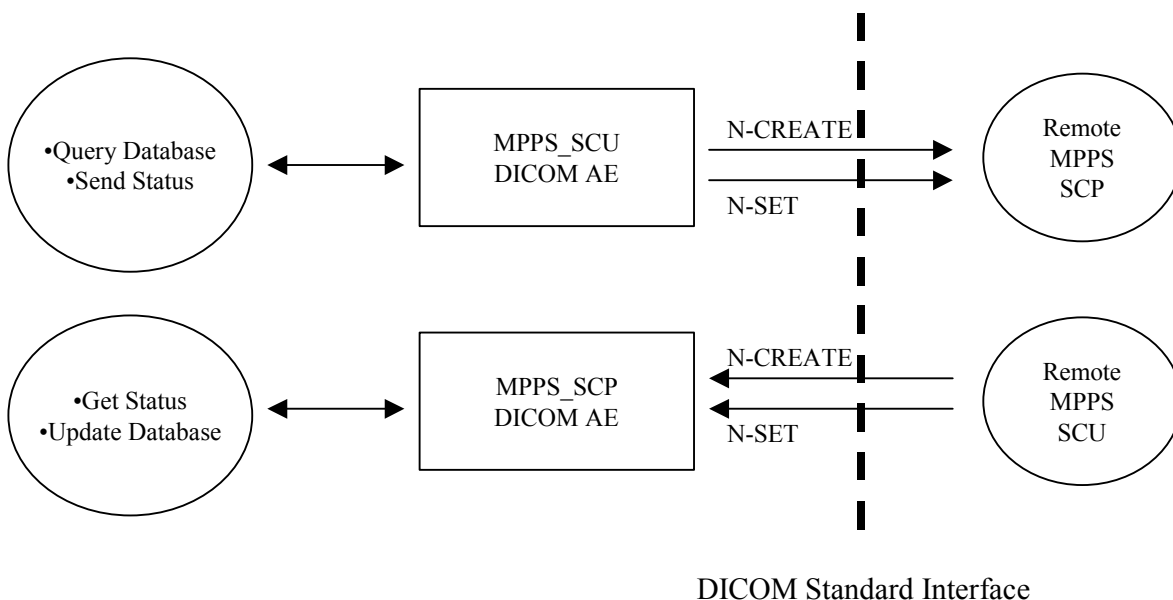 •Query Database
•Send Status
MPPS_SCU
DICOM AE
N-CREATE
N-SET
Remote
MPPS
SCP
•Get Status
•Update Database
MPPS_SCP
DICOM AE
N-CREATE
N-SET
Remote
MPPS
SCU
DICOM Standard Interface